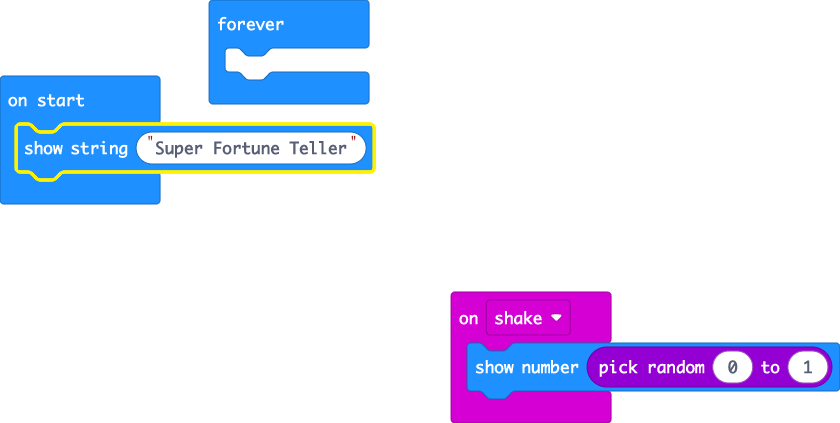 forever
on start
show string "Super Fortune Teller"
on shake
show number pick random 0 to 1